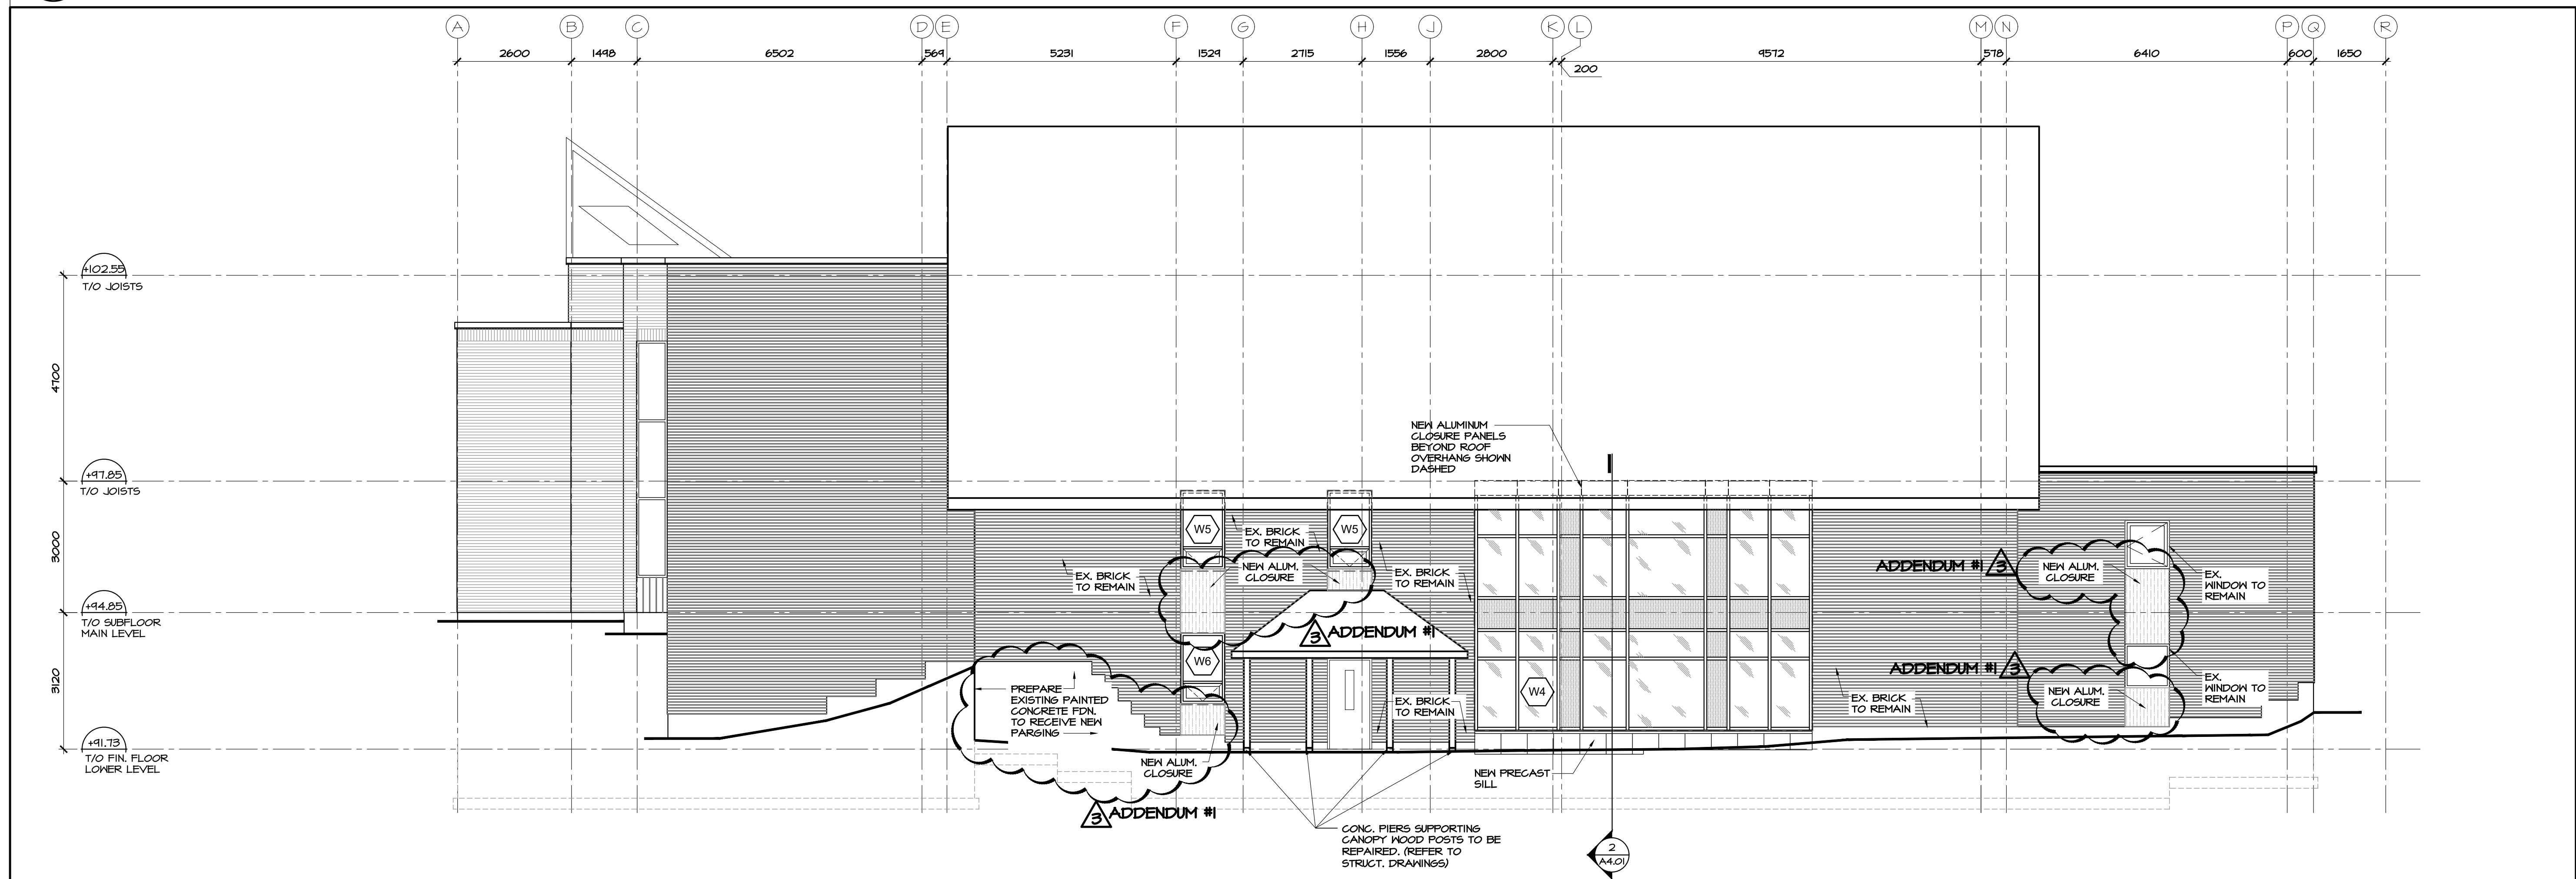 A B C D E F G H J K L M N P Q R
2600 1498 6502 569 5231 1529 2715 1556 2800 9572 578 6410 600 1650
200
+102.55
T/O JOISTS
4700
+97.85
T/O JOISTS
3000
+94.85
T/O SUBFLOOR
MAIN LEVEL
3120
+91.73
T/O FIN. FLOOR
LOWER LEVEL
NEW ALUMINUM
CLOSURE PANELS
BEYOND ROOF
OVERHANG SHOWN
DASHED
W5
EX. BRICK
TO REMAIN
W5
EX. BRICK
TO REMAIN
NEW ALUM.
CLOSURE
EX. BRICK
TO REMAIN
ADDENDUM #1 3
NEW ALUM.
CLOSURE
EX.
WINDOW TO
REMAIN
3 ADDENDUM #1
W6
PREPARE
EXISTING PAINTED
CONCRETE FDN.
TO RECEIVE NEW
PARGING
EX. BRICK
TO REMAIN
W4
ADDENDUM #1 3
EX. BRICK
TO REMAIN
NEW ALUM.
CLOSURE
EX.
WINDOW TO
REMAIN
NEW ALUM.
CLOSURE
NEW PRECAST
SILL
3 ADDENDUM #1
CONC. PIERS SUPPORTING
CANOPY WOOD POSTS TO BE
REPAIRED. (REFER TO
STRUCT. DRAWINGS)
2
A4.01